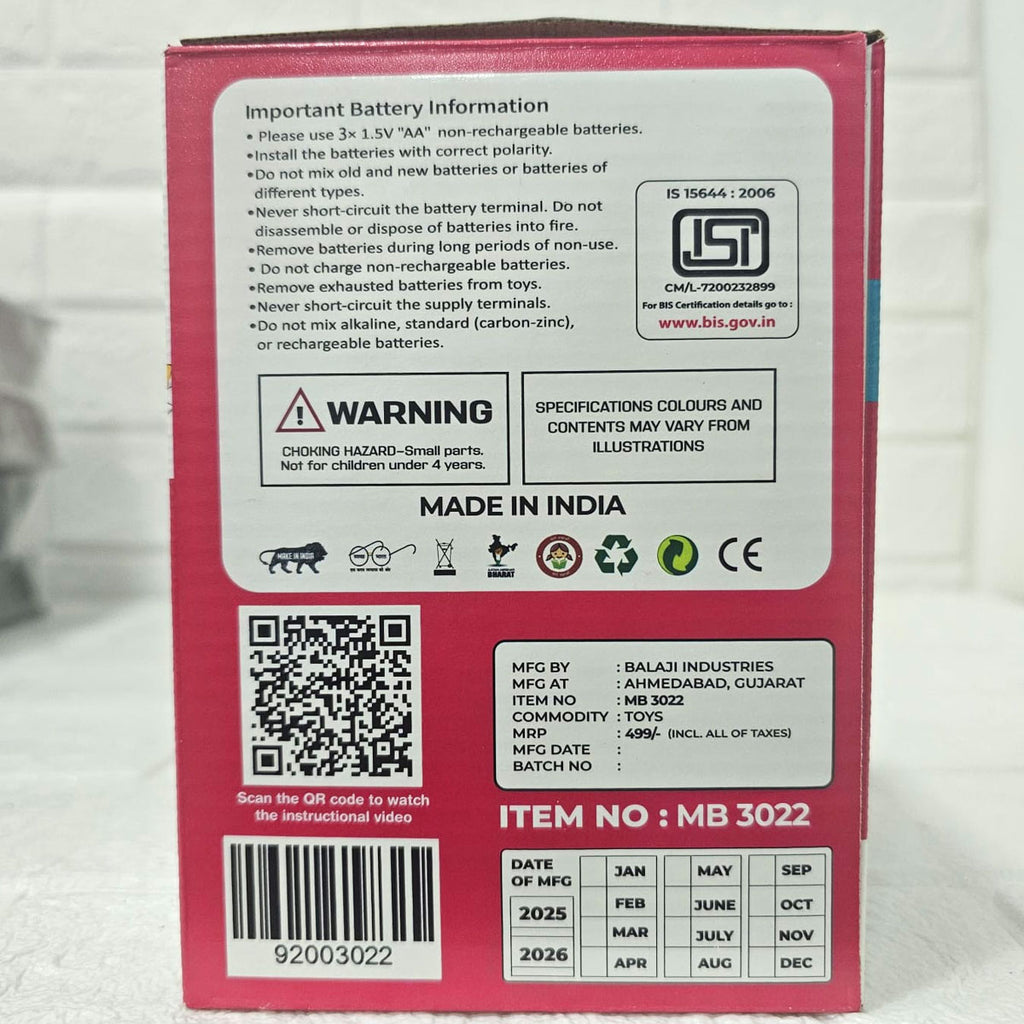 Important Battery Information
• Please use 3× 1.5V "AA" non-rechargeable batteries.
•Install the batteries with correct polarity.
•Do not mix old and new batteries or batteries of
different types.
•Never short-circuit the battery terminal. Do not
disassemble or dispose of batteries into fire.
•Remove batteries during long periods of non-use.
• Do not charge non-rechargeable batteries.
•Remove exhausted batteries from toys.
•Never short-circuit the supply terminals.
•Do not mix alkaline, standard (carbon-zinc),
or rechargeable batteries.
IS 15644 : 2006
ISI
CM/L-7200232899
For BIS Certification details go to :
www.bis.gov.in
! WARNING
CHOKING HAZARD–Small parts.
Not for children under 4 years.
SPECIFICATIONS COLOURS AND
CONTENTS MAY VARY FROM
ILLUSTRATIONS
MADE IN INDIA
MAKE IN INDIA
BHARAT
CE
Scan the QR code to watch
the instructional video
92003022
MFG BY : BALAJI INDUSTRIES
MFG AT : AHMEDABAD, GUJARAT
ITEM NO : MB 3022
COMMODITY : TOYS
MRP : 499/- (INCL. ALL OF TAXES)
MFG DATE :
BATCH NO :
ITEM NO : MB 3022
DATE
OF MFG
2025
2026
JAN MAY SEP
FEB JUNE OCT
MAR JULY NOV
APR AUG DEC